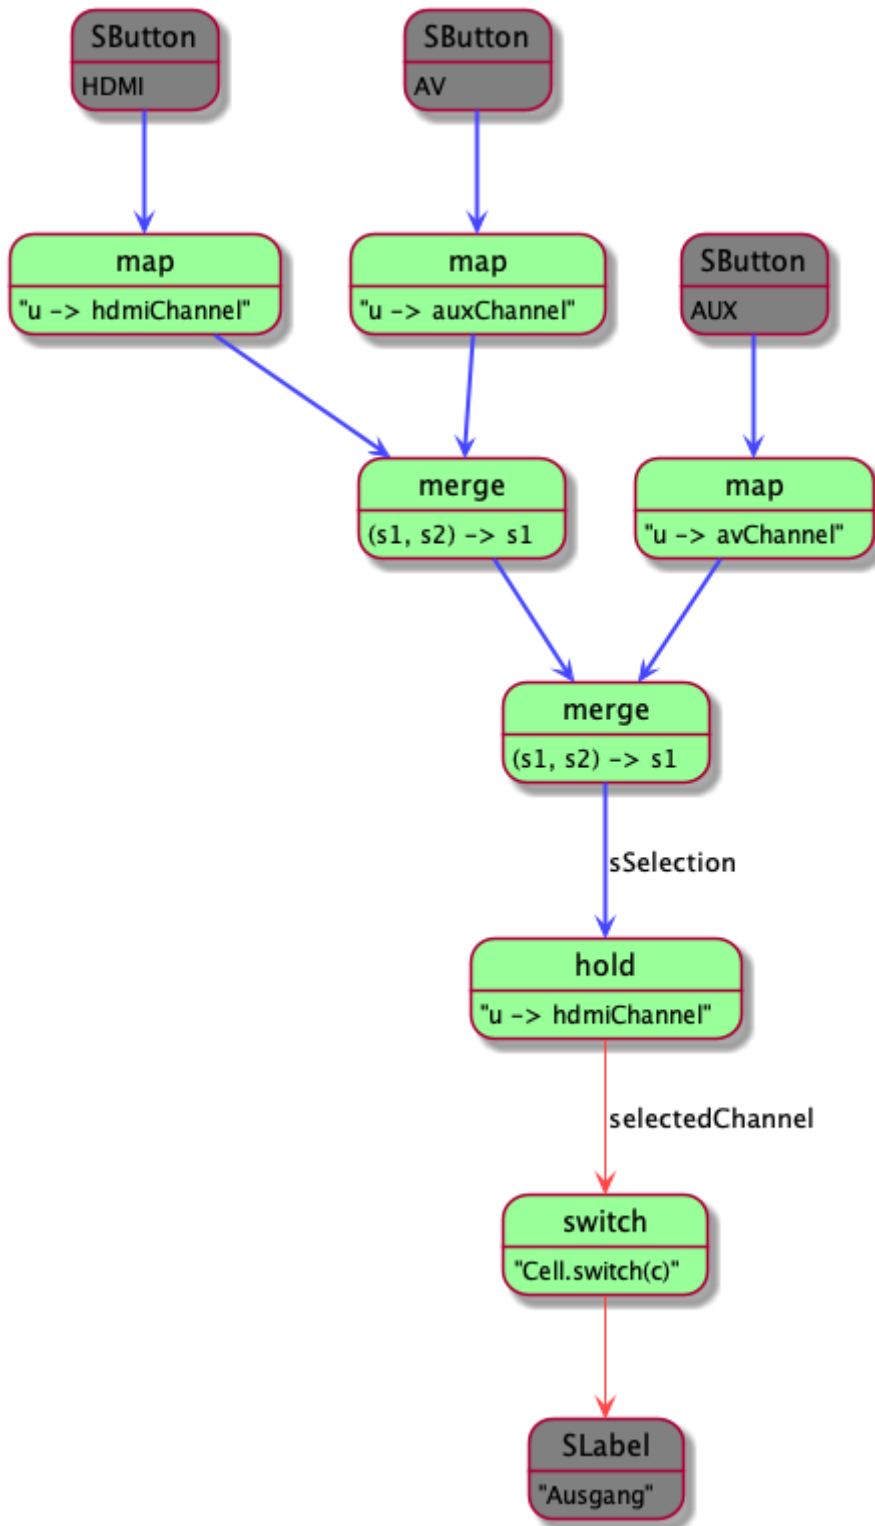 SButton
HDMI
SButton
AV
map
"u -> hdmiChannel"
map
"u -> auxChannel"
SButton
AUX
merge
(s1, s2) -> s1
map
"u -> avChannel"
merge
(s1, s2) -> s1
sSelection
hold
"u -> hdmiChannel"
selectedChannel
switch
"Cell.switch(c)"
SLabel
"Ausgang"